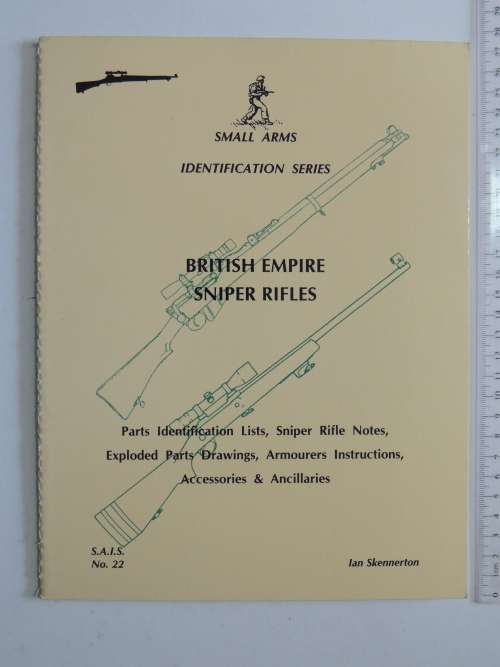 SMALL ARMS
IDENTIFICATION SERIES
BRITISH EMPIRE
SNIPER RIFLES
Parts Identification Lists, Sniper Rifle Notes,
Exploded Parts Drawings, Armourers Instructions,
Accessories & Ancillaries
S.A.I.S.
No. 22
Ian Skennerton